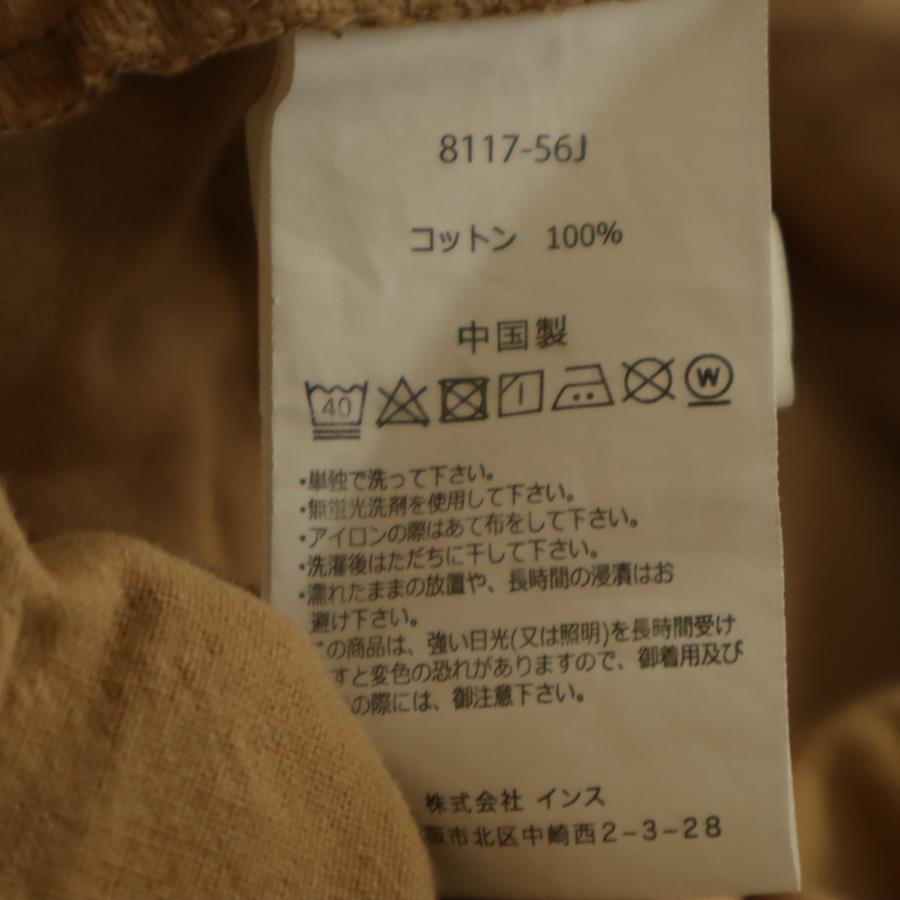 8117-56J
コットン 100%
中国製
40
W
・単独で洗って下さい。
・無蛍光洗剤を使用して下さい。
・アイロンの際はあて布をして下さい。
・洗濯後はただちに干して下さい。
・濡れたままの放置や、長時間の浸漬はお
避け下さい。
の商品は、強い日光(又は照明)を長時間受け
すと変色の恐れがありますので、御着用及び
の際には、御注意下さい。
株式会社 インス
阪市北区中崎西2-3-28